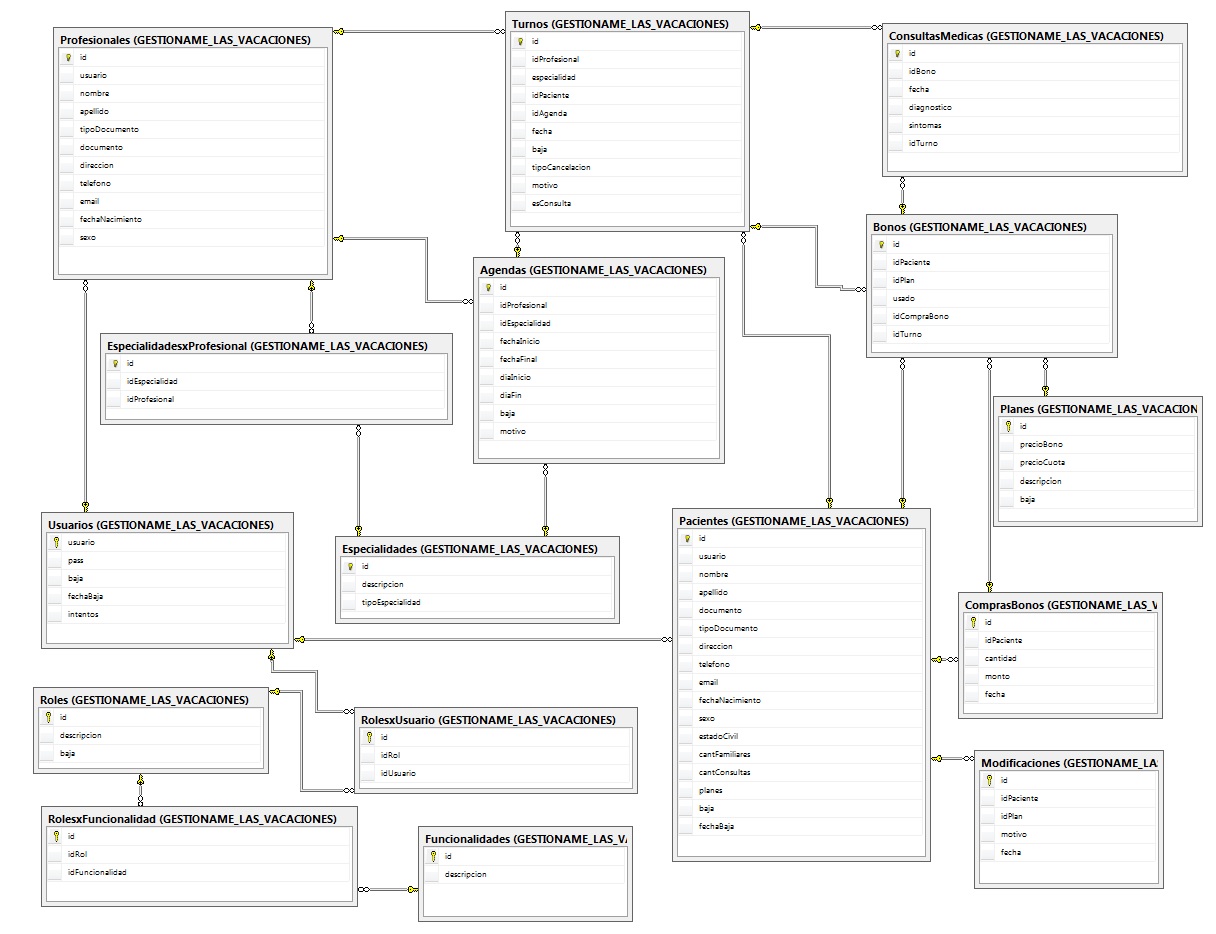 Profesionales (GESTIONAME_LAS_VACACIONES)
id
usuario
nombre
apellido
tipoDocumento
documento
direccion
telefono
email
fechaNacimiento
sexo
Turnos (GESTIONAME_LAS_VACACIONES)
id
idProfesional
especialidad
idPaciente
idAgenda
fecha
baja
tipoCancelacion
motivo
esConsulta
ConsultasMedicas (GESTIONAME_LAS_VACACIONES)
id
idBono
fecha
diagnostico
sintomas
idTurno
Bonos (GESTIONAME_LAS_VACACIONES)
id
idPaciente
idPlan
usado
idCompraBono
idTurno
Agendas (GESTIONAME_LAS_VACACIONES)
id
idProfesional
idEspecialidad
fechaInicio
fechaFinal
diaInicio
diaFin
baja
motivo
EspecialidadesxProfesional (GESTIONAME_LAS_VACACIONES)
id
idEspecialidad
idProfesional
Planes (GESTIONAME_LAS_VACACION
id
precioBono
precioCuota
descripcion
baja
Usuarios (GESTIONAME_LAS_VACACIONES)
usuario
pass
baja
fechaBaja
intentos
Especialidades (GESTIONAME_LAS_VACACIONES)
id
descripcion
tipoEspecialidad
Pacientes (GESTIONAME_LAS_VACACIONES)
id
usuario
nombre
apellido
documento
tipoDocumento
direccion
telefono
email
fechaNacimiento
sexo
estadoCivil
cantFamiliares
cantConsultas
planes
baja
fechaBaja
ComprasBonos (GESTIONAME_LAS_V
id
idPaciente
cantidad
monto
fecha
Roles (GESTIONAME_LAS_VACACIONES)
id
descripcion
baja
RolesxUsuario (GESTIONAME_LAS_VACACIONES)
id
idRol
idUsuario
Modificaciones (GESTIONAME_LAS
id
idPaciente
idPlan
motivo
fecha
RolesxFuncionalidad (GESTIONAME_LAS_VACACIONES)
id
idRol
idFuncionalidad
Funcionalidades (GESTIONAME_LAS_VA
id
descripcion